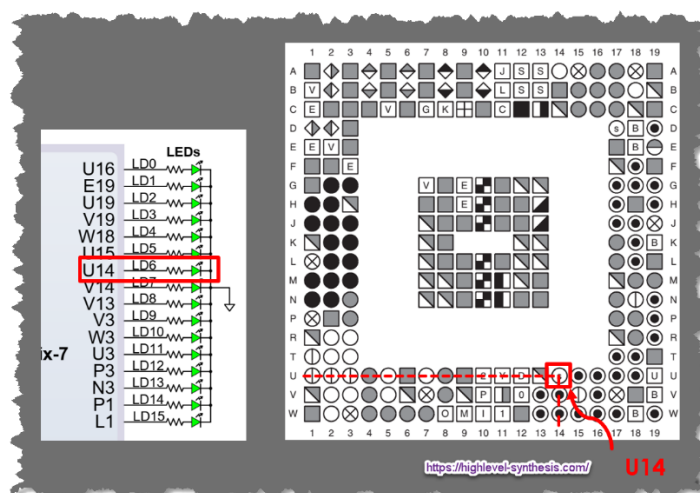 LEDs
U16 LD0
E19 LD1
U19 LD2
V19 LD3
W18 LD4
U15 LD5
U14 LD6
V14 LD7
V13 LD8
V3 LD9
W3 LD10
U3 LD11
P3 LD12
N3 LD13
P1 LD14
L1 LD15
ix-7
1 2 3 4 5 6 7 8 9 10 11 12 13 14 15 16 17 18 19
A J S S A
B V L S S B
C E V G K C C
D s B D
E E V B E
F E F
G V E G
H E H
J J
K B K
L L
M M
N N
P P
R R
T T
U U U
V P 0 B V
W O M I 1 B W
1 2 3 4 5 6 7 8 9 10 11 12 13 14 15 16 17 18 19
https://highlevel-synthesis.com/
U14